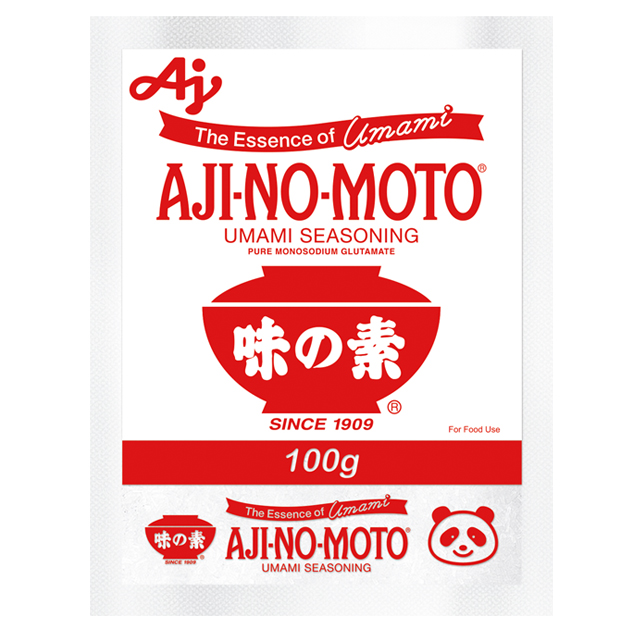 Aj
The Essence of Umami
AJI-NO-MOTO®
UMAMI SEASONING
PURE MONOSODIUM GLUTAMATE
味の素
®
SINCE 1909
For Food Use
100g
The Essence of Umami
味の素
AJI-NO-MOTO®
SINCE 1909
UMAMI SEASONING